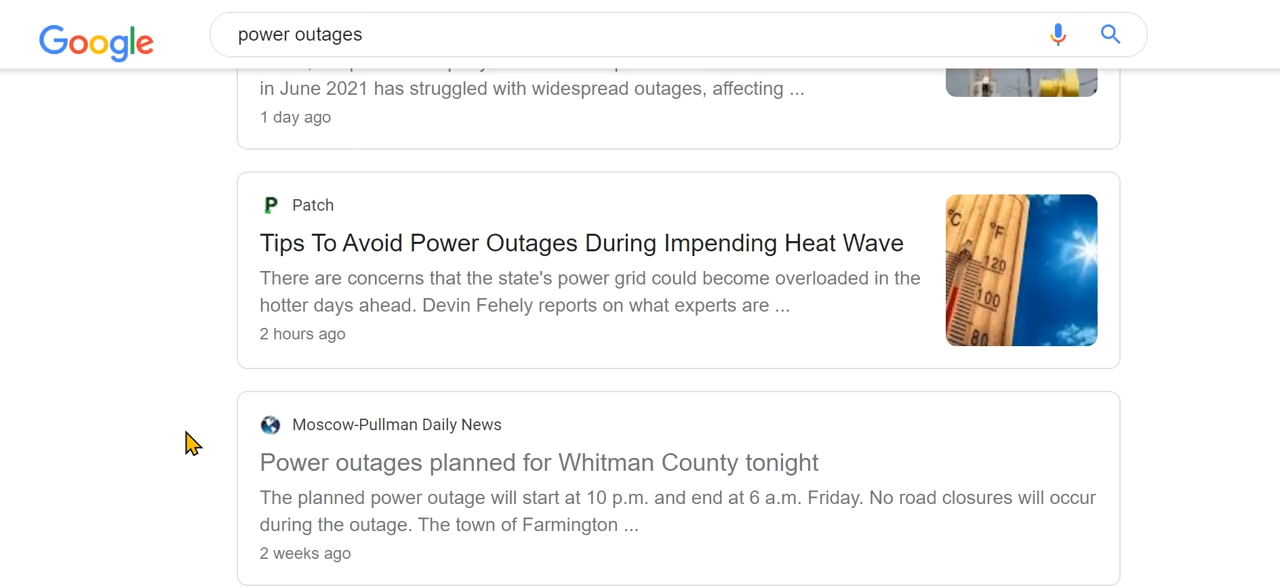 Google
power outages
in June 2021 has struggled with widespread outages, affecting ...
1 day ago
Patch
Tips To Avoid Power Outages During Impending Heat Wave
There are concerns that the state's power grid could become overloaded in the
hotter days ahead. Devin Fehely reports on what experts are ...
2 hours ago
°C
°F
120
100
80
Moscow-Pullman Daily News
Power outages planned for Whitman County tonight
The planned power outage will start at 10 p.m. and end at 6 a.m. Friday. No road closures will occur
during the outage. The town of Farmington ...
2 weeks ago